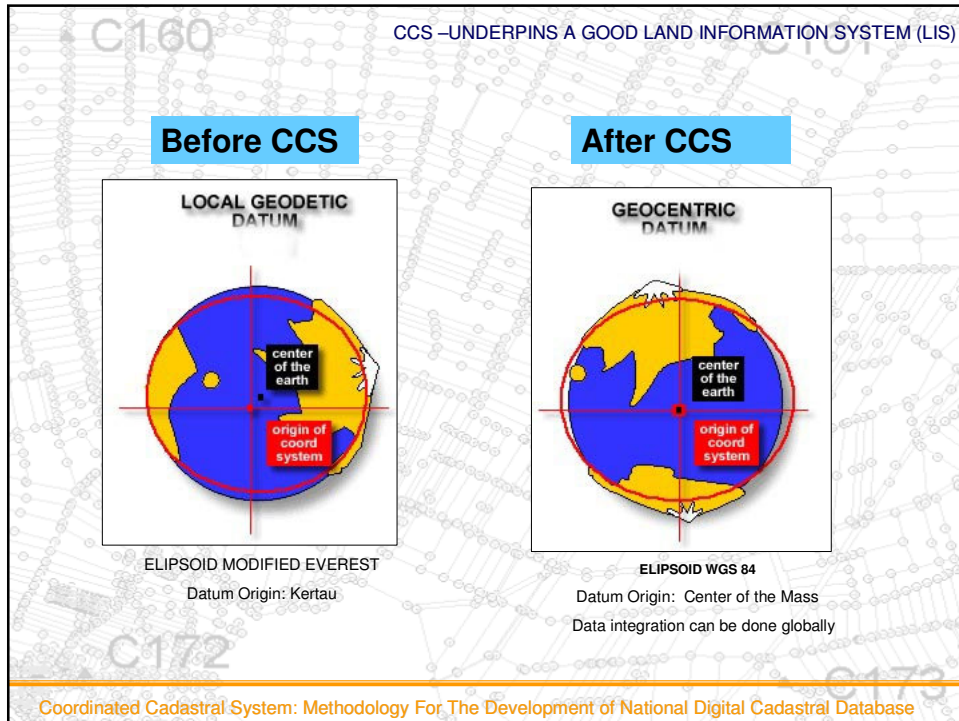 C160
CCS –UNDERPINS A GOOD LAND INFORMATION SYSTEM (LIS)
C161
Before CCS
After CCS
LOCAL GEODETIC
DATUM
center
of the
earth
origin of
coord
system
ELIPSOID MODIFIED EVEREST
Datum Origin: Kertau
GEOCENTRIC
DATUM
center
of the
earth
origin of
coord
system
ELIPSOID WGS 84
Datum Origin: Center of the Mass
Data integration can be done globally
C172
C173
Coordinated Cadastral System: Methodology For The Development of National Digital Cadastral Database